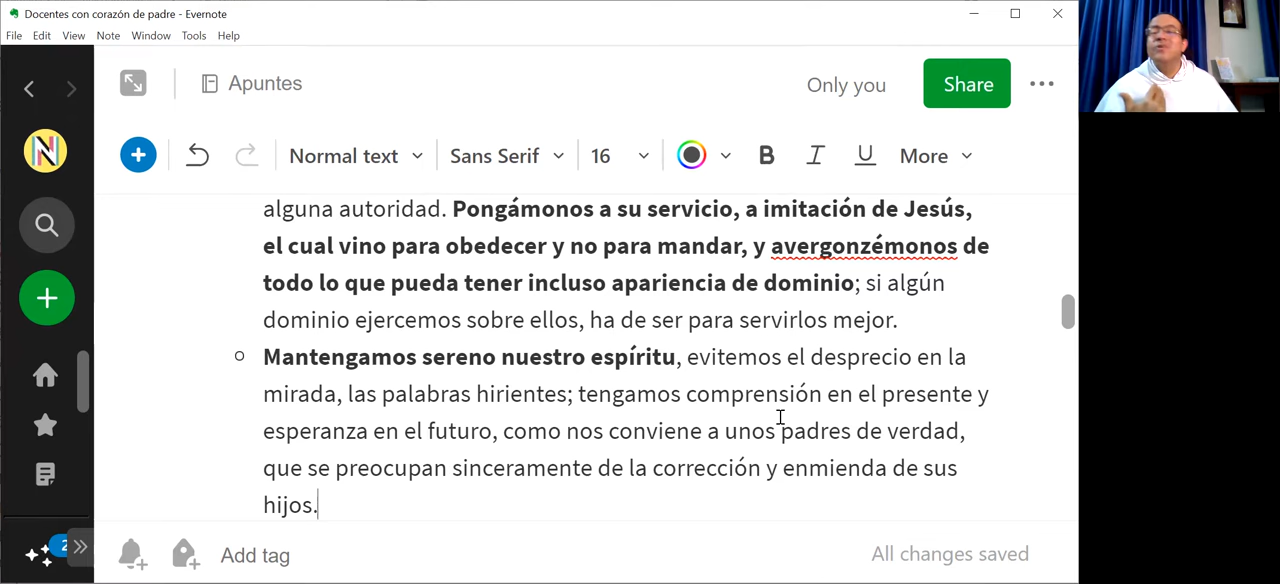 Docentes con corazón de padre - Evernote
File Edit View Note Window Tools Help
Apuntes
Only you
Share
Normal text
Sans Serif
16
B I U More
alguna autoridad. Pongámonos a su servicio, a imitación de Jesús,
el cual vino para obedecer y no para mandar, y avergonzémonos de
todo lo que pueda tener incluso apariencia de dominio; si algún
dominio ejercemos sobre ellos, ha de ser para servirlos mejor.
Mantengamos sereno nuestro espíritu, evitemos el desprecio en la
mirada, las palabras hirientes; tengamos comprensión en el presente y
esperanza en el futuro, como nos conviene a unos padres de verdad,
que se preocupan sinceramente de la corrección y enmienda de sus
hijos.
2
Add tag
All changes saved